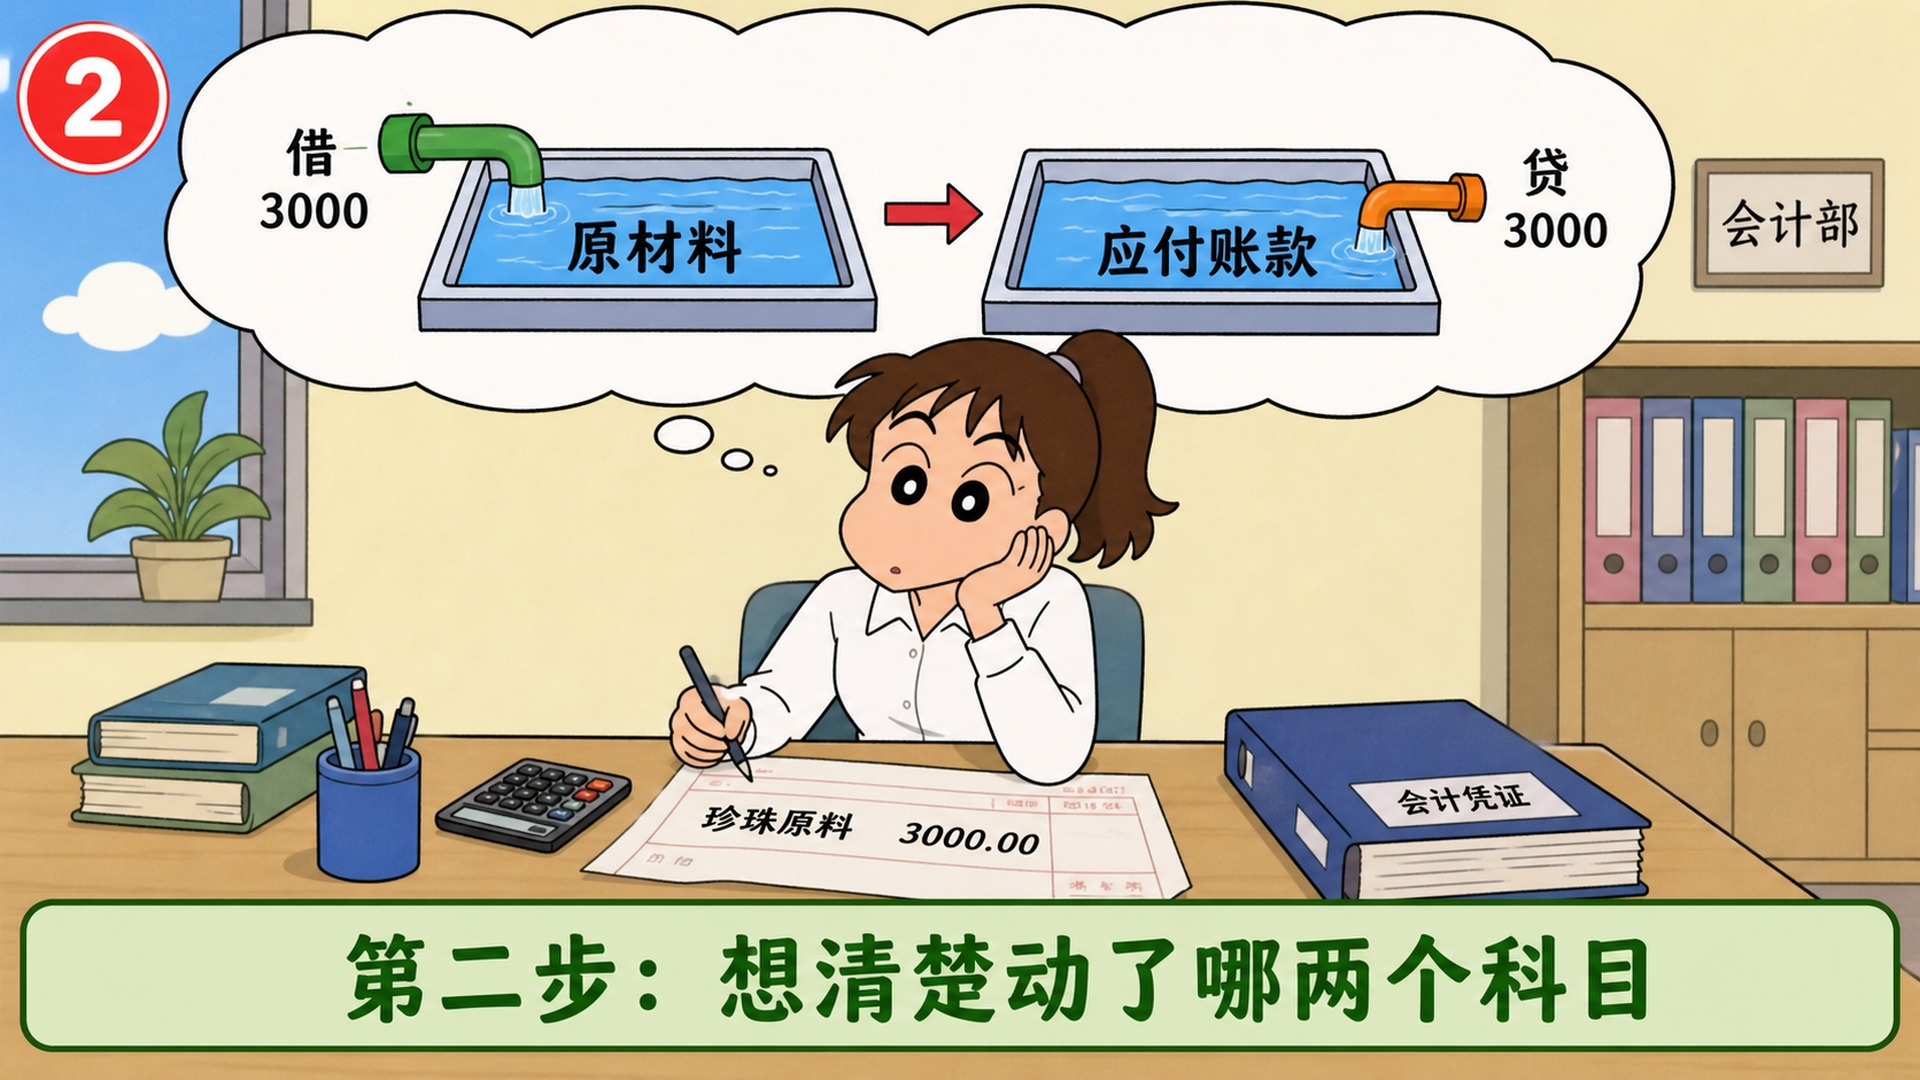 2
借
3000
原材料
应付账款
贷
3000
会计部
珍珠原料 3000.00
会计凭证
第二步：想清楚动了哪两个科目